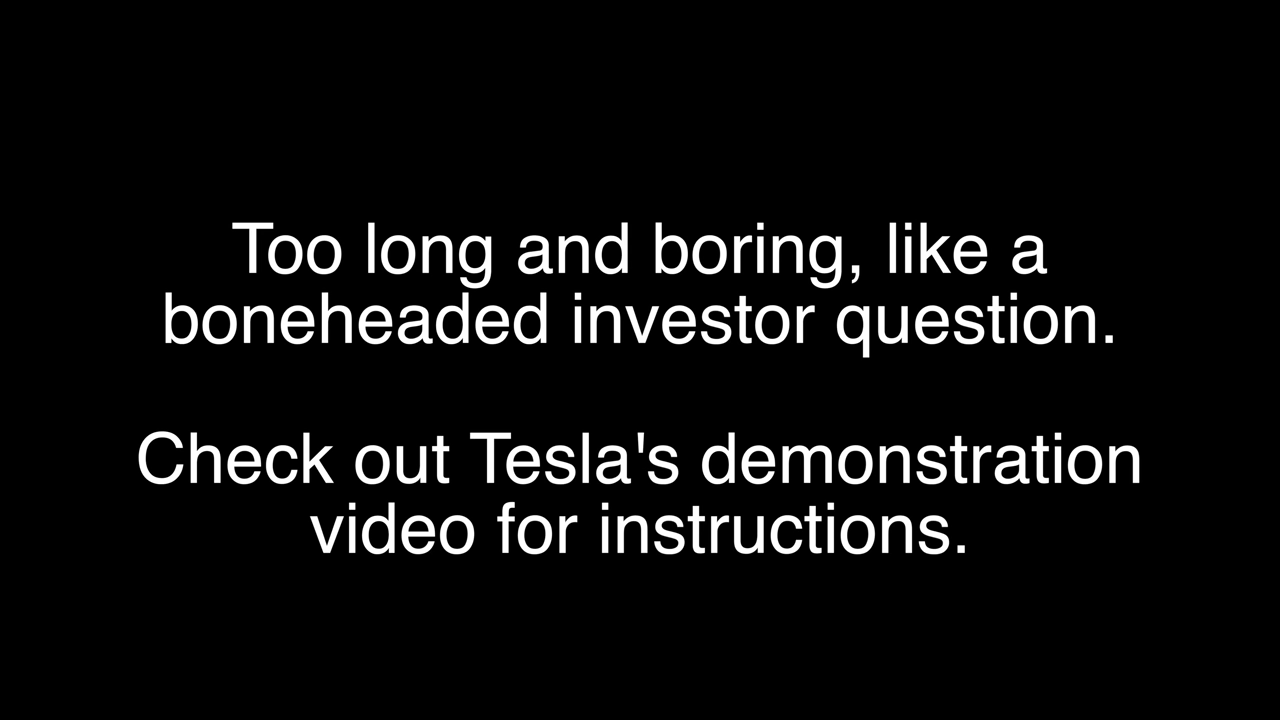 Too long and boring, like a
boneheaded investor question.
Check out Tesla's demonstration
video for instructions.